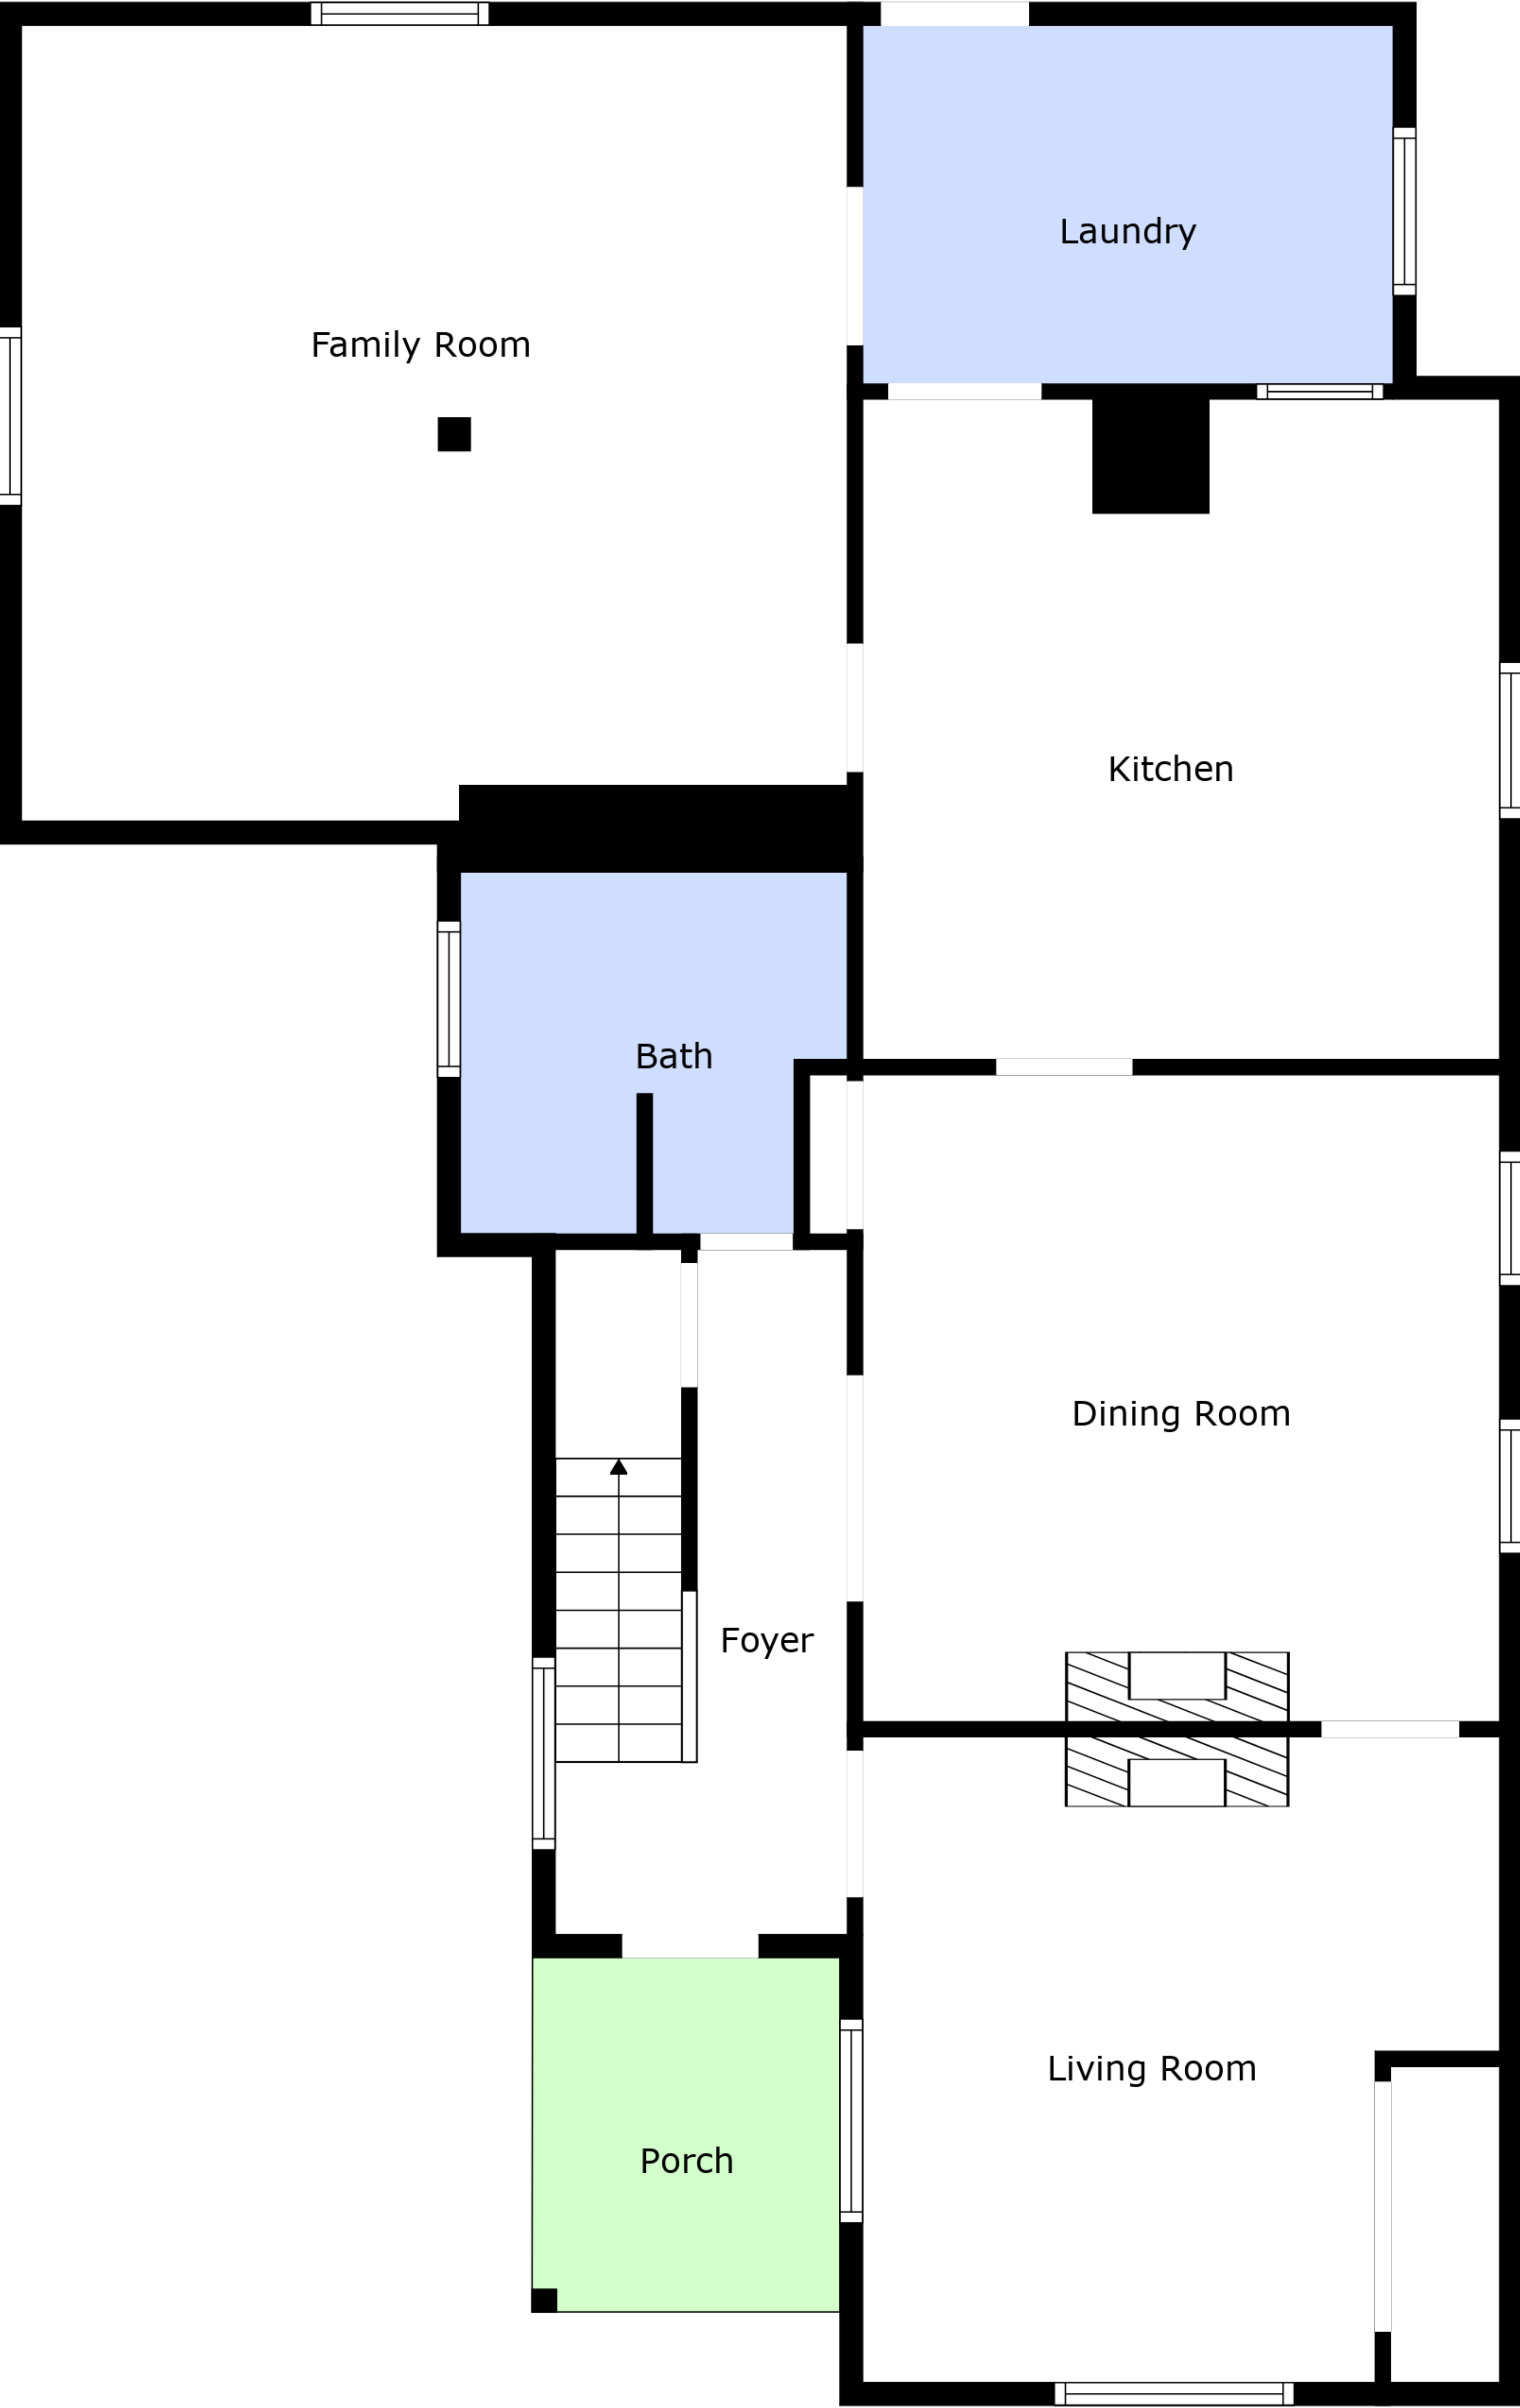 Laundry
Family Room
Kitchen
Bath
Dining Room
Foyer
Living Room
Porch